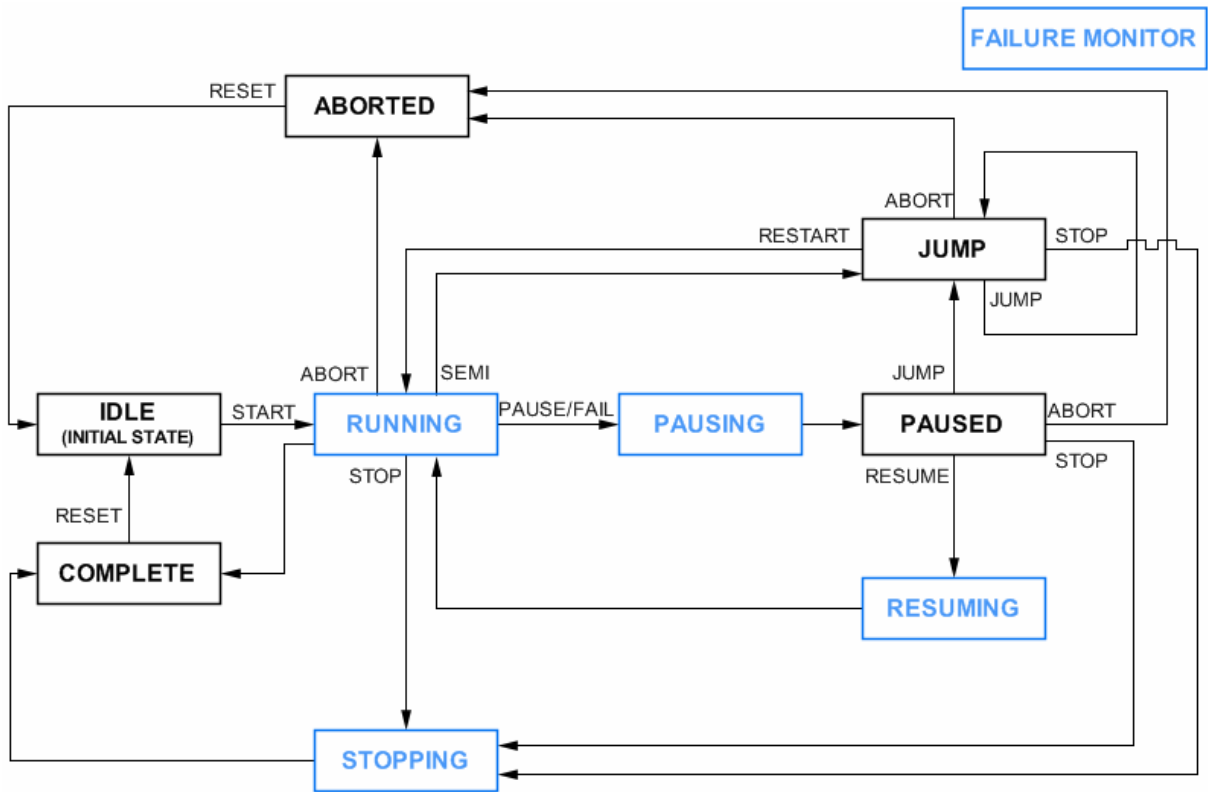 FAILURE MONITOR
RESET
ABORTED
ABORT
RESTART
JUMP
STOP
JUMP
ABORT
SEMI
JUMP
IDLE
(INITIAL STATE)
START
RUNNING
PAUSE/FAIL
PAUSING
PAUSED
ABORT
STOP
RESUME
STOP
RESET
COMPLETE
RESUMING
STOPPING